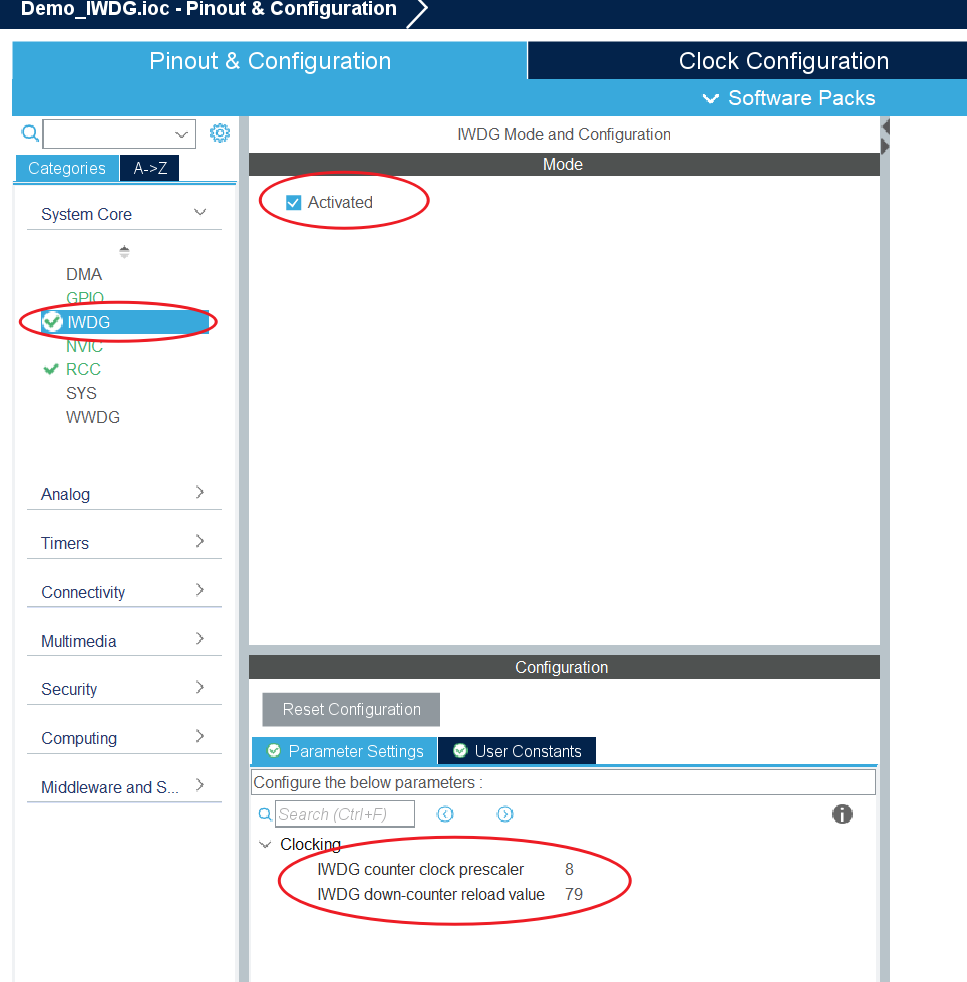 Demo_IWDG.ioc - Pinout & Configuration
Pinout & Configuration
Clock Configuration
Software Packs
Categories
A->Z
System Core
DMA
GPIO
IWDG
NVIC
RCC
SYS
WWDG
Analog
Timers
Connectivity
Multimedia
Security
Computing
Middleware and S...
IWDG Mode and Configuration
Mode
Activated
Configuration
Reset Configuration
Parameter Settings
User Constants
Configure the below parameters :
Search (Ctrl+F)
Clocking
IWDG counter clock prescaler 8
IWDG down-counter reload value 79